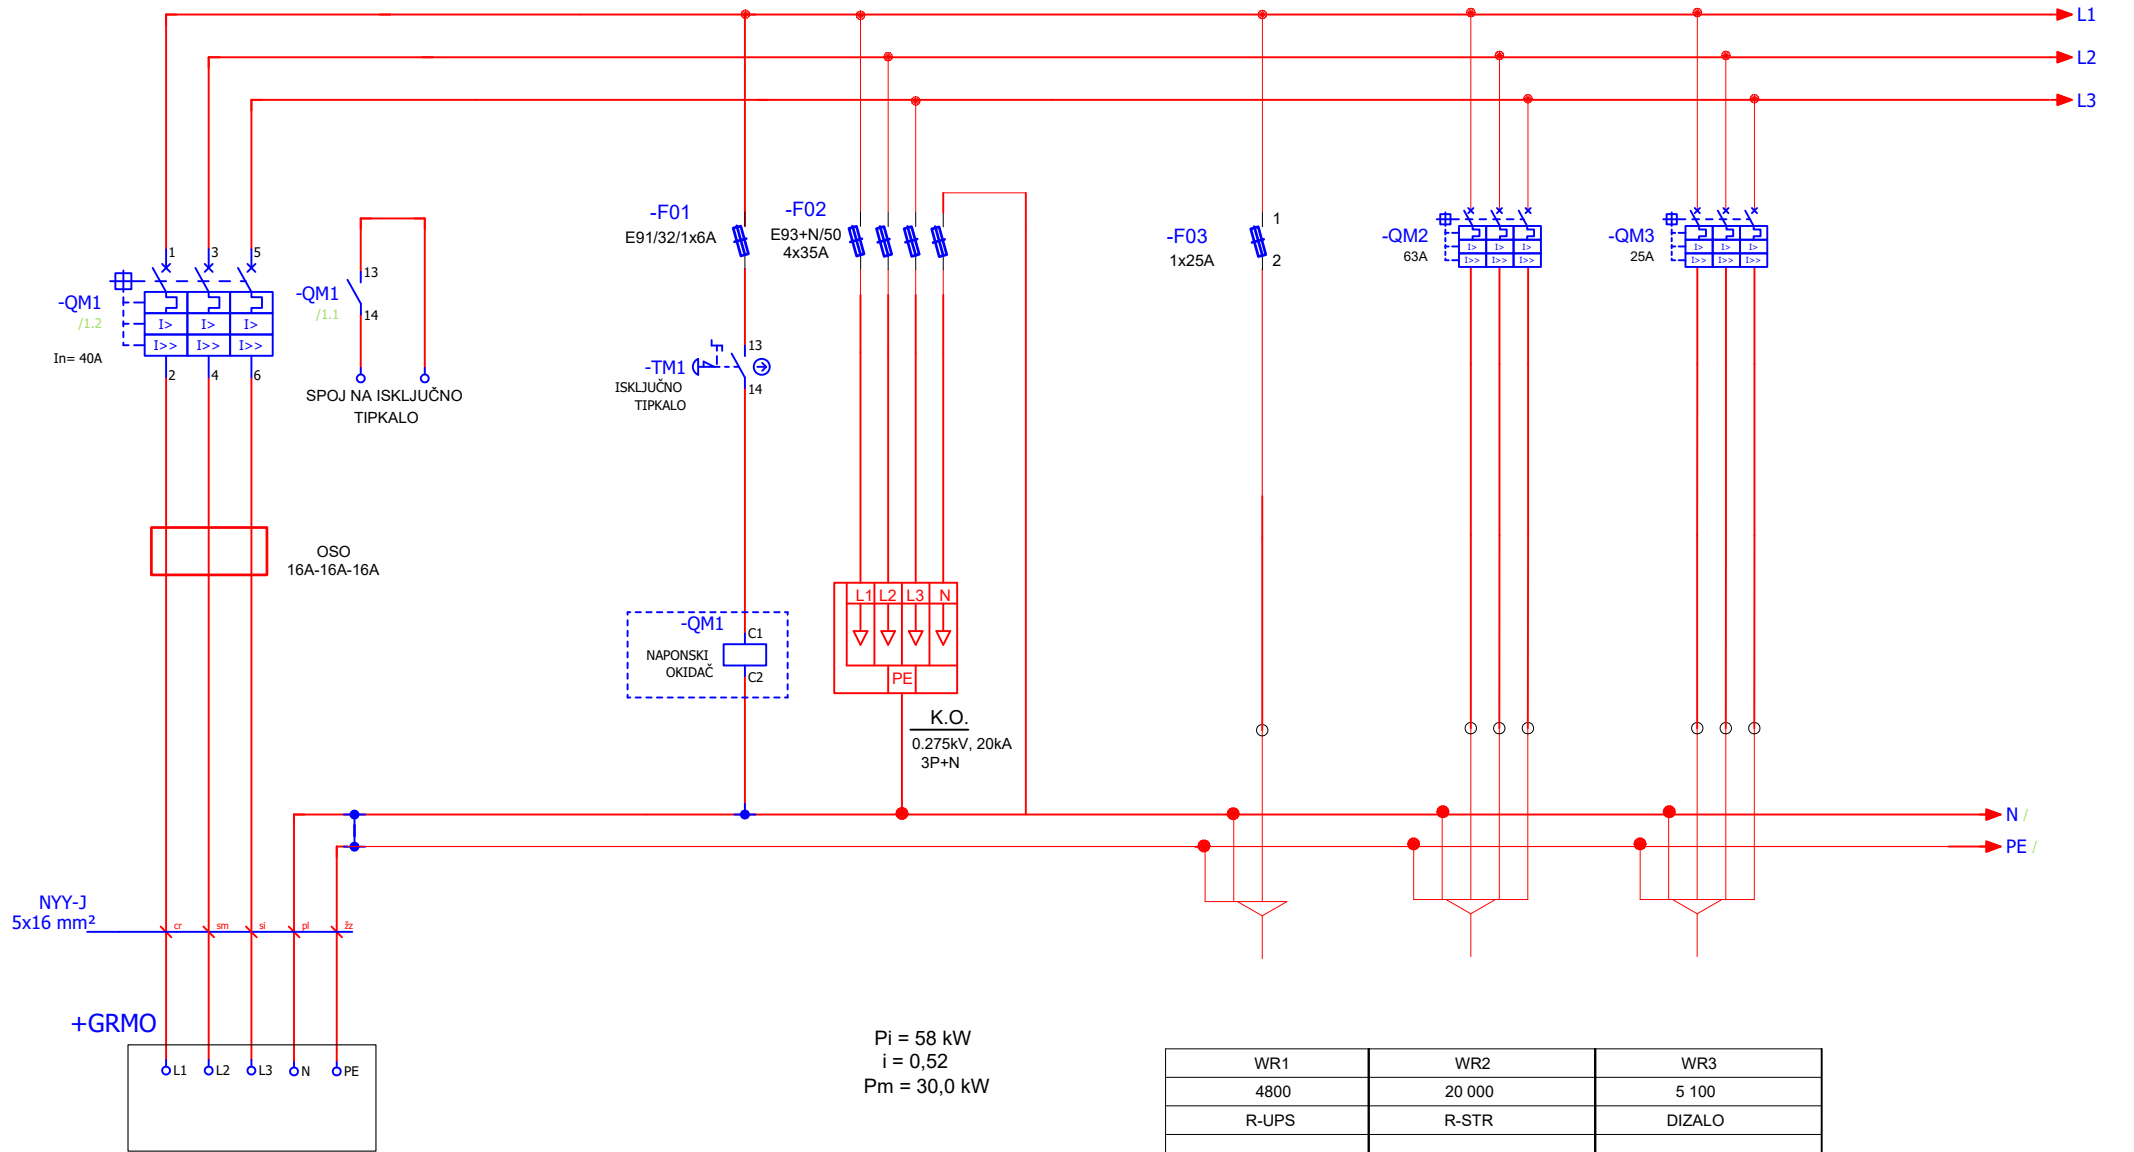 L1
L2
L3
-F01
E91/32/1x6A
-F02
E93+N/50
4x35A
-F03
1x25A
1
2
-QM2
63A
I> I> I>
I>> I>> I>>
-QM3
25A
I> I> I>
I>> I>> I>>
1 3 5
-QM1
/1.2
In= 40A
I> I> I>
I>> I>> I>>
2 4 6
-QM1
/1.1
13
14
SPOJ NA ISKLJUČNO
TIPKALO
-TM1
ISKLJUČNO
TIPKALO
13
14
OSO
16A-16A-16A
-QM1
NAPONSKI
OKIDAČ
C1
C2
L1 L2 L3 N
PE
K.O.
0.275kV, 20kA
3P+N
N /
PE /
NYY-J
5x16 mm²
cr sm si pl žz
+GRMO
L1 L2 L3 N PE
Pi = 58 kW
i = 0,52
Pm = 30,0 kW
WR1 WR2 WR3
4800 20 000 5 100
R-UPS R-STR DIZALO